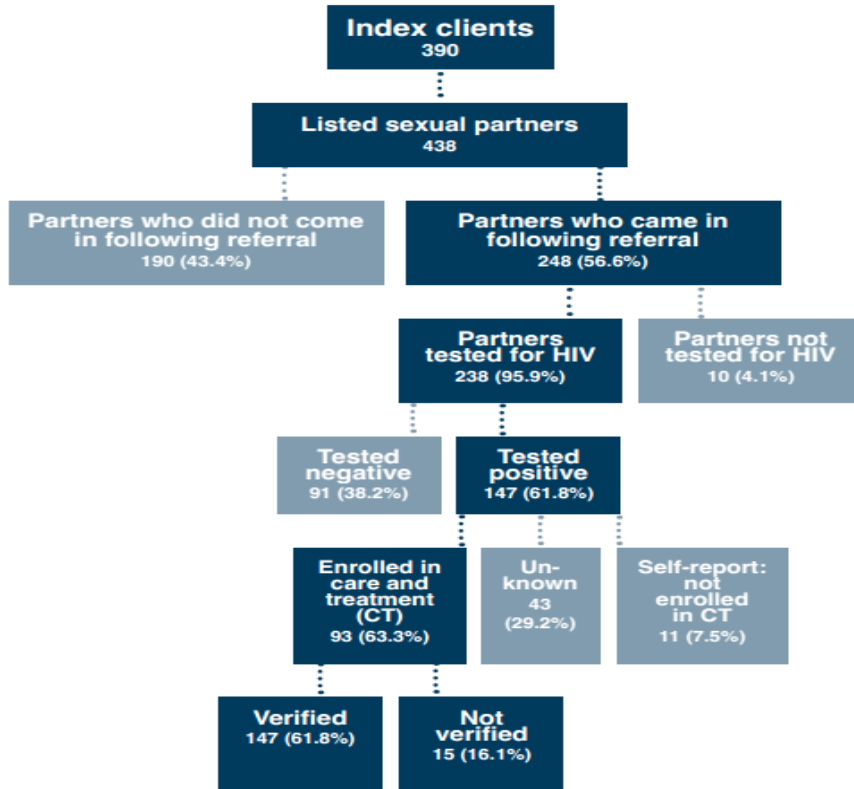 Index clients
390
Listed sexual partners
438
Partners who did not come
in following referral
190 (43.4%)
Partners who came in
following referral
248 (56.6%)
Partners
tested for HIV
238 (95.9%)
Partners not
tested for HIV
10 (4.1%)
Tested
negative
91 (38.2%)
Tested
positive
147 (61.8%)
Enrolled in
care and
treatment
(CT)
93 (63.3%)
Un-
known
43
(29.2%)
Self-report:
not
enrolled
in CT
11 (7.5%)
Verified
147 (61.8%)
Not
verified
15 (16.1%)